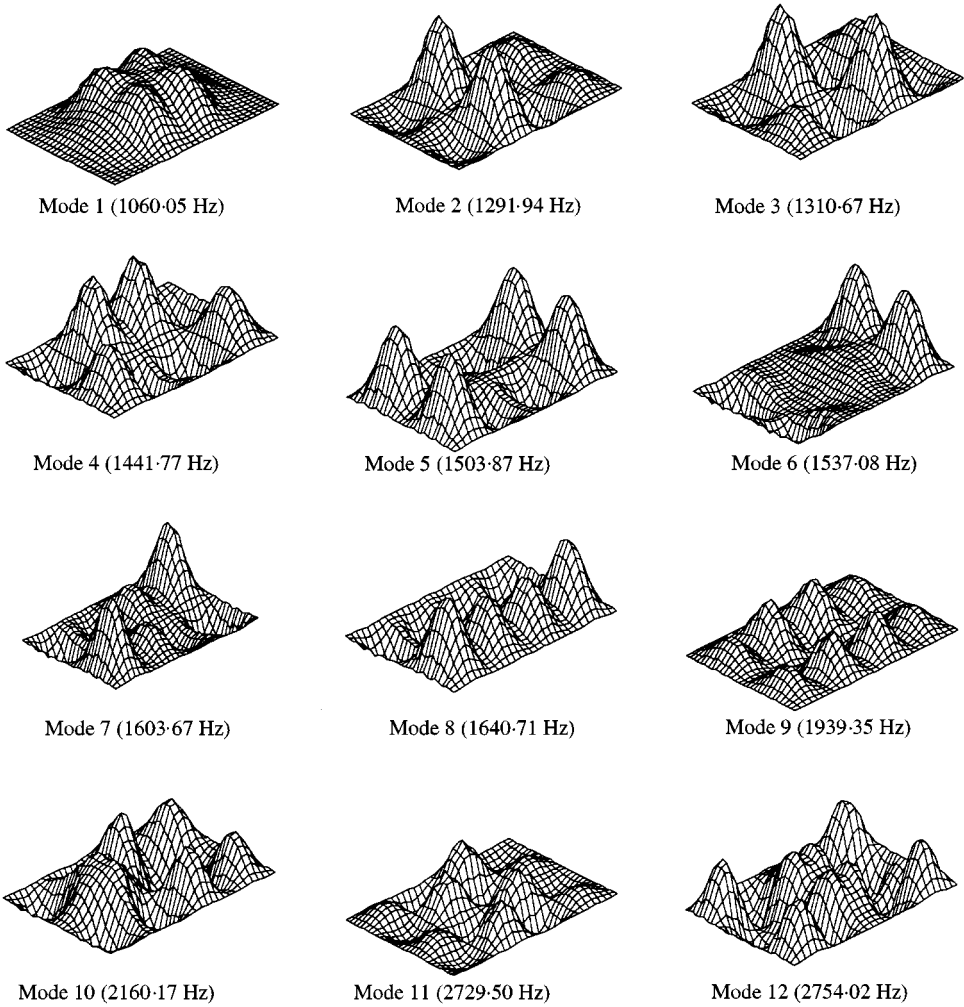 Mode 1 (1060·05 Hz)
Mode 2 (1291·94 Hz)
Mode 3 (1310·67 Hz)
Mode 4 (1441·77 Hz)
Mode 5 (1503·87 Hz)
Mode 6 (1537·08 Hz)
Mode 7 (1603·67 Hz)
Mode 8 (1640·71 Hz)
Mode 9 (1939·35 Hz)
Mode 10 (2160·17 Hz)
Mode 11 (2729·50 Hz)
Mode 12 (2754·02 Hz)